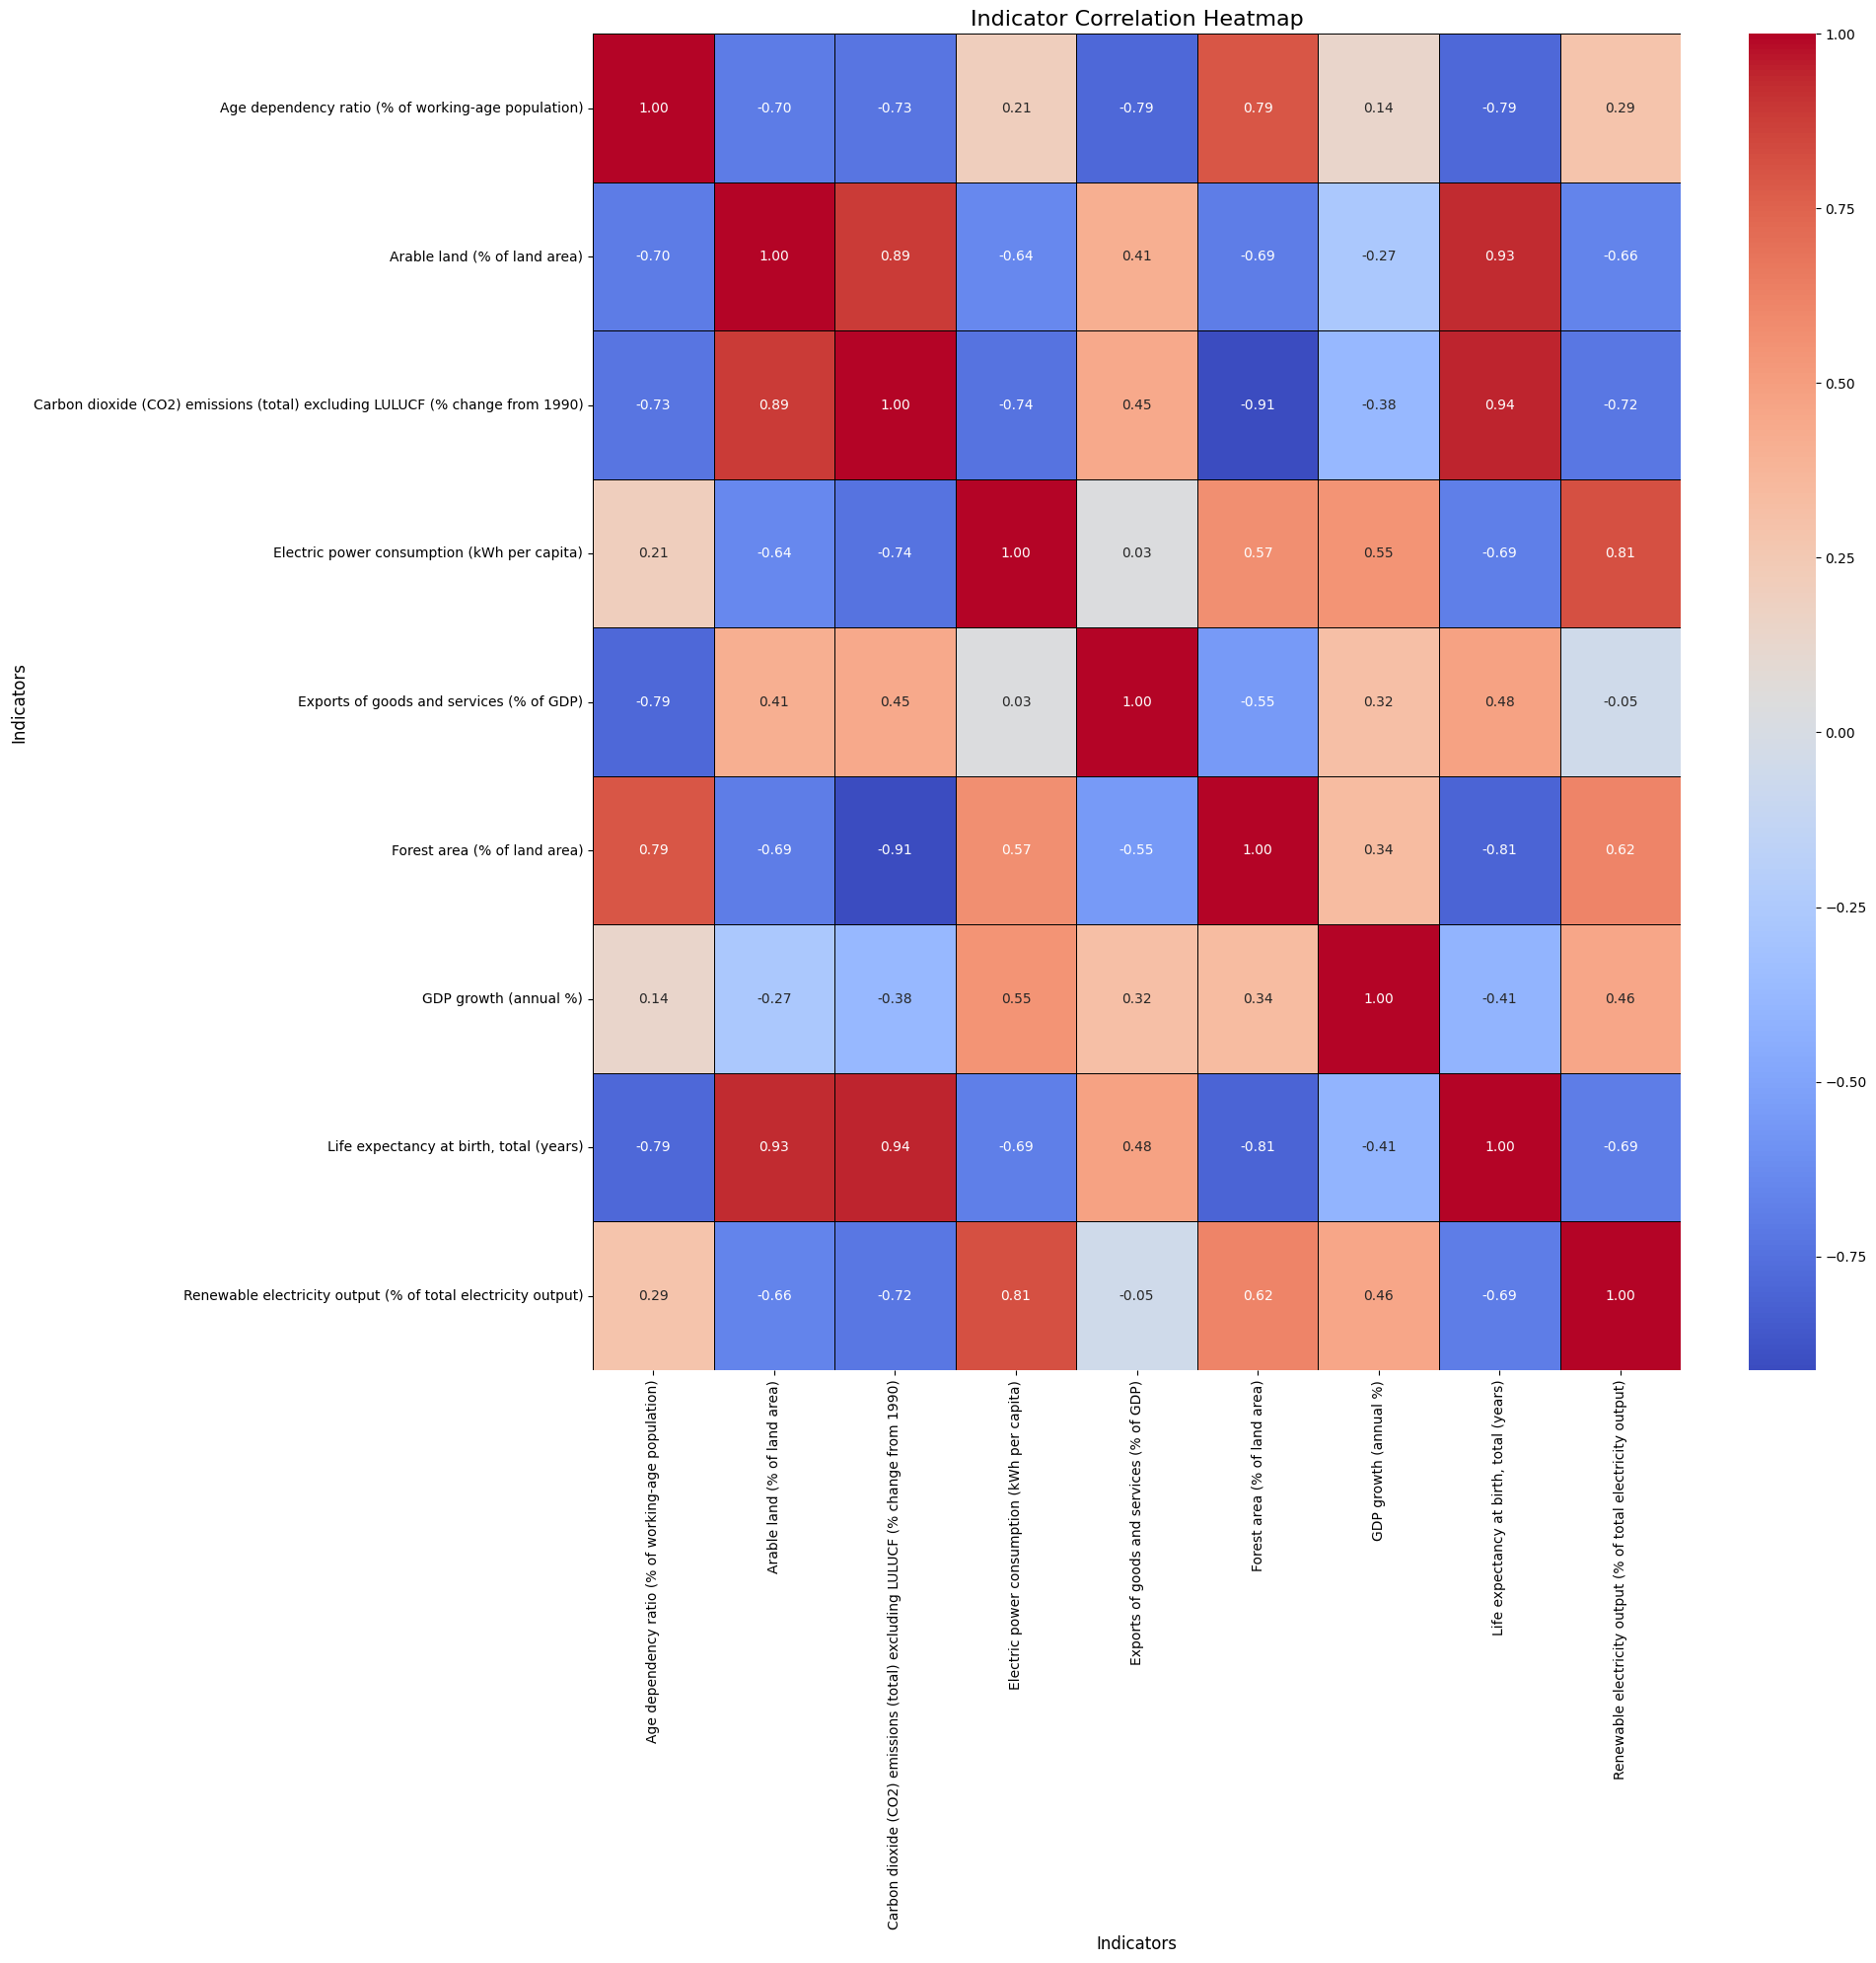 Indicator Correlation Heatmap
Indicators
Age dependency ratio (% of working-age population)
1.00 -0.70 -0.73 0.21 -0.79 0.79 0.14 -0.79 0.29
Arable land (% of land area)
-0.70 1.00 0.89 -0.64 0.41 -0.69 -0.27 0.93 -0.66
Carbon dioxide (CO2) emissions (total) excluding LULUCF (% change from 1990)
-0.73 0.89 1.00 -0.74 0.45 -0.91 -0.38 0.94 -0.72
Electric power consumption (kWh per capita)
0.21 -0.64 -0.74 1.00 0.03 0.57 0.55 -0.69 0.81
Exports of goods and services (% of GDP)
-0.79 0.41 0.45 0.03 1.00 -0.55 0.32 0.48 -0.05
Forest area (% of land area)
0.79 -0.69 -0.91 0.57 -0.55 1.00 0.34 -0.81 0.62
GDP growth (annual %)
0.14 -0.27 -0.38 0.55 0.32 0.34 1.00 -0.41 0.46
Life expectancy at birth, total (years)
-0.79 0.93 0.94 -0.69 0.48 -0.81 -0.41 1.00 -0.69
Renewable electricity output (% of total electricity output)
0.29 -0.66 -0.72 0.81 -0.05 0.62 0.46 -0.69 1.00
Age dependency ratio (% of working-age population)
Arable land (% of land area)
Carbon dioxide (CO2) emissions (total) excluding LULUCF (% change from 1990)
Electric power consumption (kWh per capita)
Exports of goods and services (% of GDP)
Forest area (% of land area)
GDP growth (annual %)
Life expectancy at birth, total (years)
Renewable electricity output (% of total electricity output)
Indicators
1.00
0.75
0.50
0.25
0.00
−0.25
−0.50
−0.75